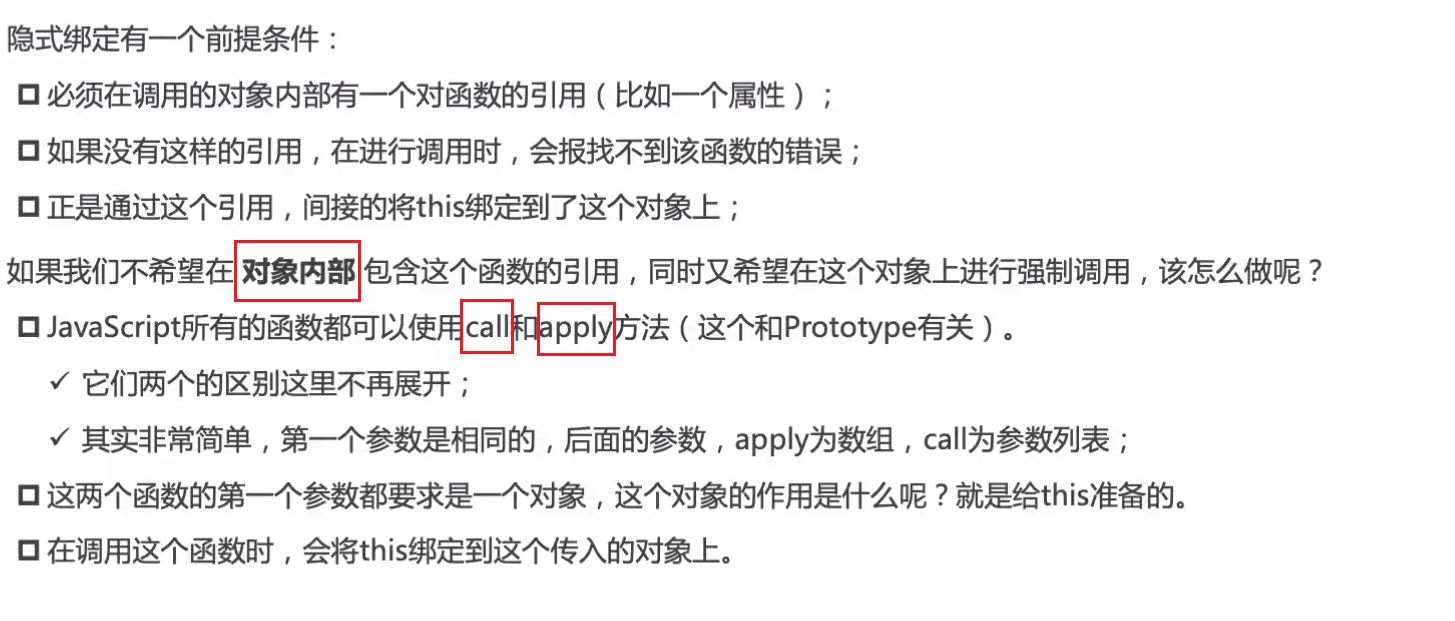 隐式绑定有一个前提条件：
必须在调用的对象内部有一个对函数的引用（比如一个属性）；
如果没有这样的引用，在进行调用时，会报找不到该函数的错误；
正是通过这个引用，间接的将this绑定到了这个对象上；
如果我们不希望在 对象内部 包含这个函数的引用，同时又希望在这个对象上进行强制调用，该怎么做呢？
JavaScript所有的函数都可以使用call和apply方法（这个和Prototype有关）。
✓ 它们两个的区别这里不再展开；
✓ 其实非常简单，第一个参数是相同的，后面的参数，apply为数组，call为参数列表；
这两个函数的第一个参数都要求是一个对象，这个对象的作用是什么呢？就是给this准备的。
在调用这个函数时，会将this绑定到这个传入的对象上。